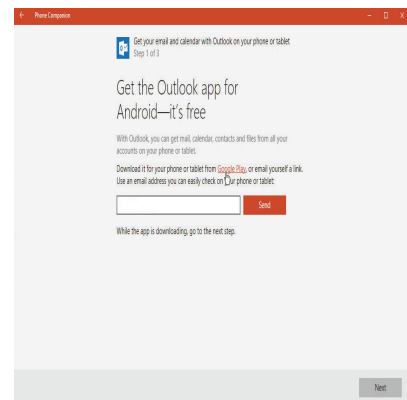 Phone Companion
Get your email and calendar with Outlook on your phone or tablet
Step 1 of 3
Get the Outlook app for
Android—it's free
With Outlook, you can get mail, calendar, contacts and files from all your
accounts on your phone or tablet.
Download it for your phone or tablet from Google Play, or email yourself a link.
Use an email address you can easily check on ur phone or tablet:
Send
While the app is downloading, go to the next step.
Next